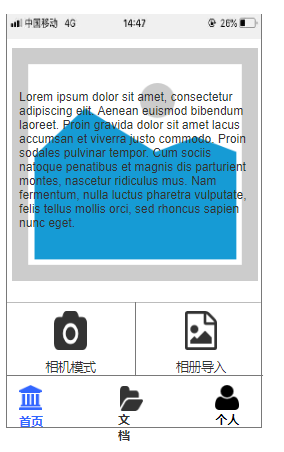 中国移动 4G 14:47 26%
Lorem ipsum dolor sit amet, consectetur
adipiscing elit. Aenean euismod bibendum
laoreet. Proin gravida dolor sit amet lacus
accumsan et viverra justo commodo. Proin
sodales pulvinar tempor. Cum sociis
natoque penatibus et magnis dis parturient
montes, nascetur ridiculus mus. Nam
fermentum, nulla luctus pharetra vulputate,
felis tellus mollis orci, sed rhoncus sapien
nunc eget.
相机模式 相册导入
首页 文 个人
档